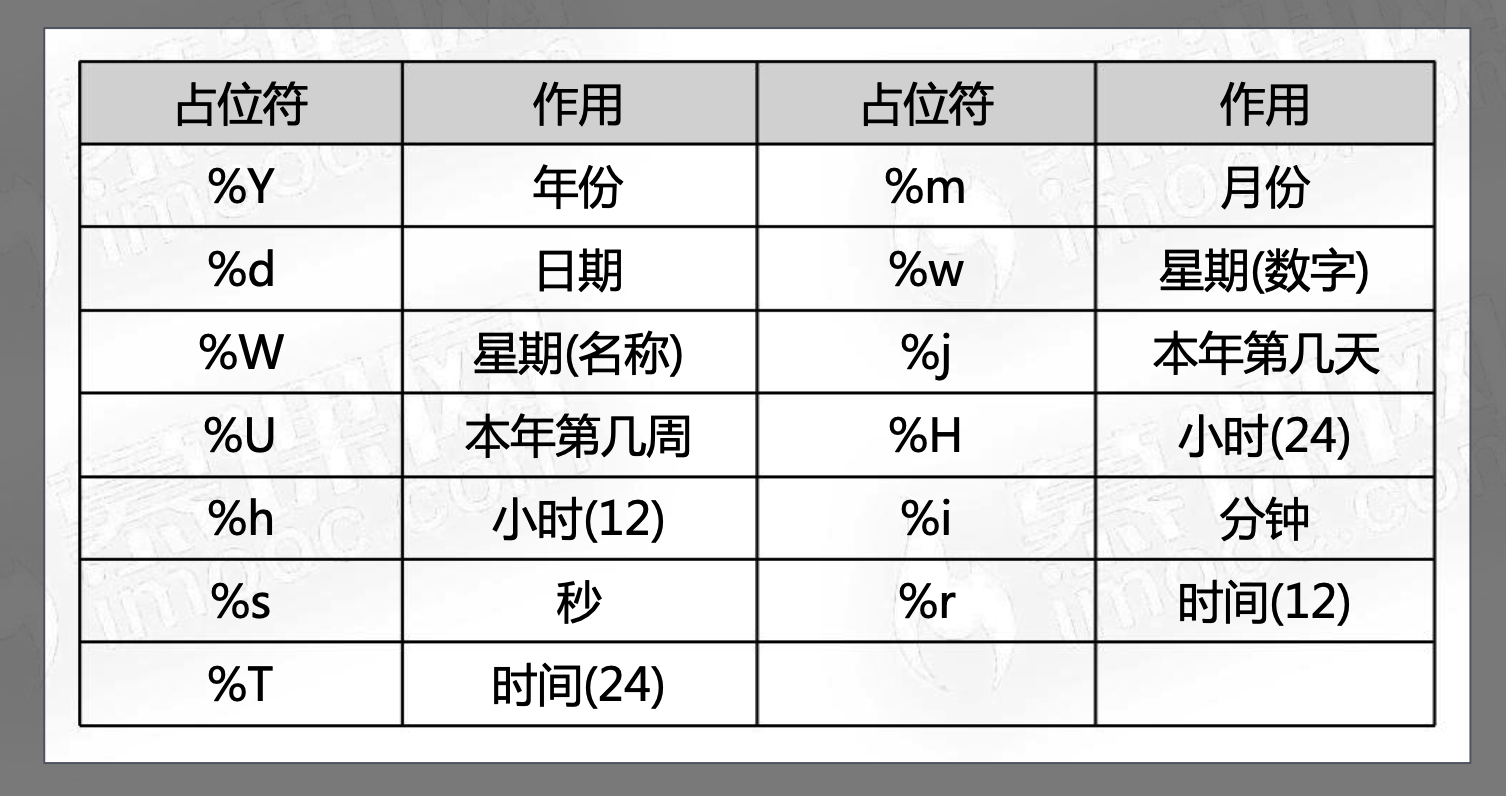 占位符 作用 占位符 作用
%Y 年份 %m 月份
%d 日期 %w 星期(数字)
%W 星期(名称) %j 本年第几天
%U 本年第几周 %H 小时(24)
%h 小时(12) %i 分钟
%s 秒 %r 时间(12)
%T 时间(24)